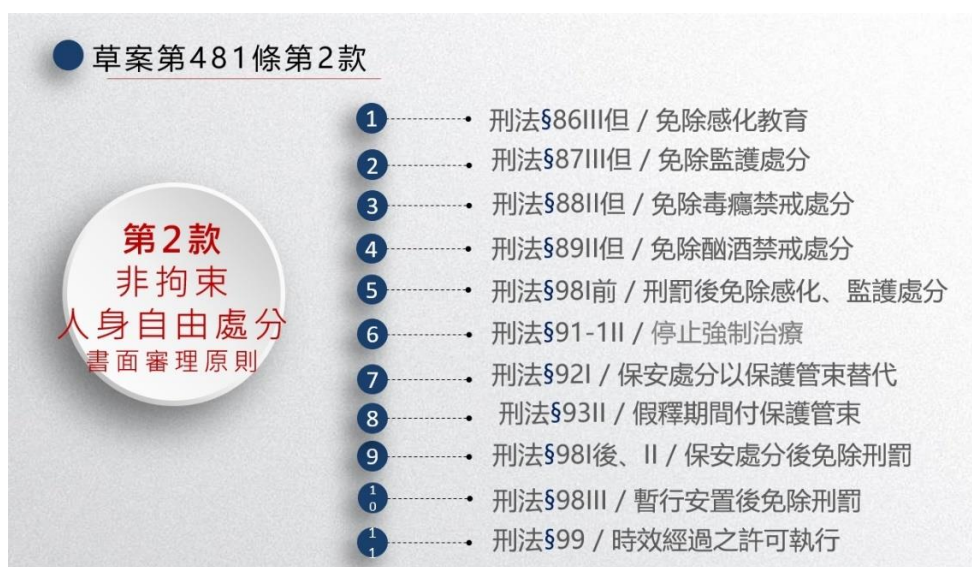 草案第481條第2款
第2款
非拘束
人身自由處分
書面審理原則
1 刑法§86III但 / 免除感化教育
2 刑法§87III但 / 免除監護處分
3 刑法§88II但 / 免除毒癮禁戒處分
4 刑法§89II但 / 免除酗酒禁戒處分
5 刑法§98I前 / 刑罰後免除感化、監護處分
6 刑法§91-1II / 停止強制治療
7 刑法§92I / 保安處分以保護管束替代
8 刑法§93II / 假釋期間付保護管束
9 刑法§98I後、II / 保安處分後免除刑罰
10 刑法§98III / 暫行安置後免除刑罰
11 刑法§99 / 時效經過之許可執行